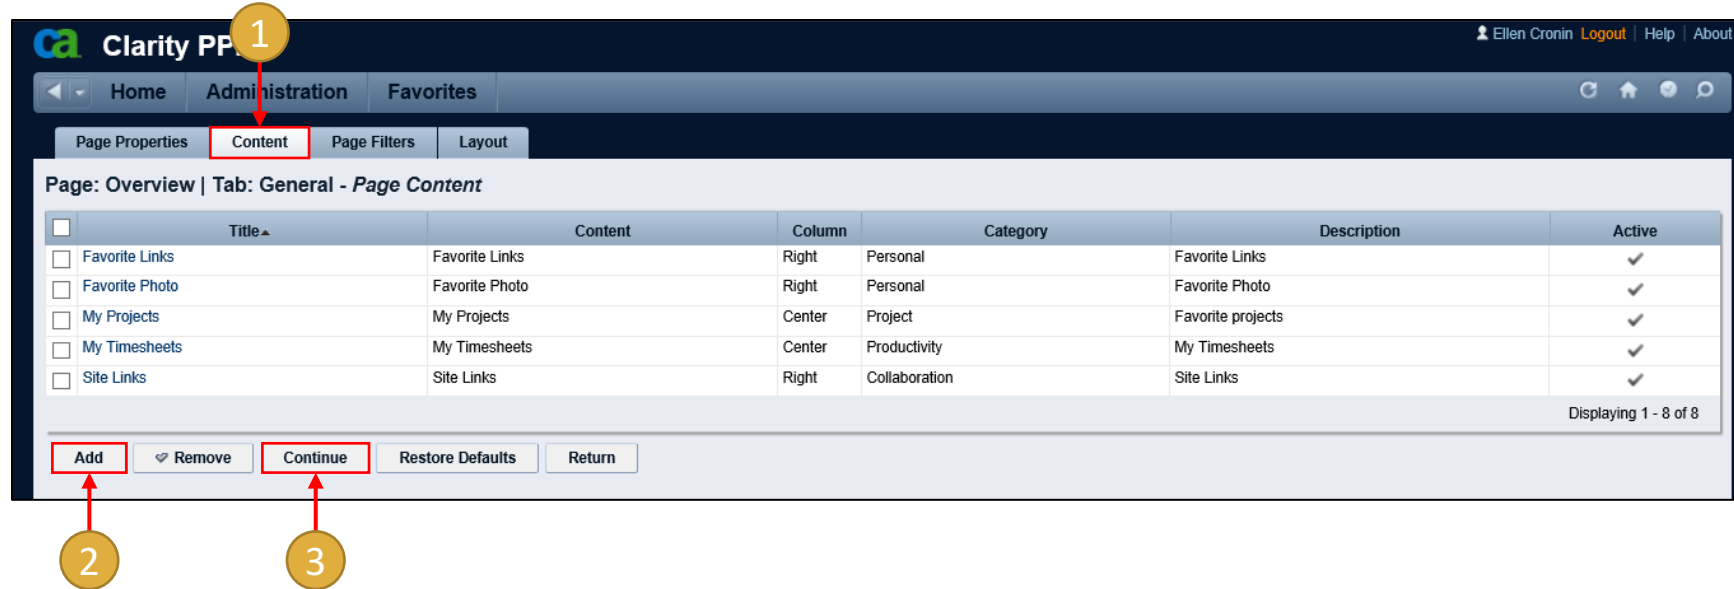 1
ca Clarity PP
Ellen Cronin Logout | Help | About
Home Administration Favorites
Page Properties Content Page Filters Layout
Page: Overview | Tab: General - Page Content
Title Content Column Category Description Active
Favorite Links Favorite Links Right Personal Favorite Links
Favorite Photo Favorite Photo Right Personal Favorite Photo
My Projects My Projects Center Project Favorite projects
My Timesheets My Timesheets Center Productivity My Timesheets
Site Links Site Links Right Collaboration Site Links
Displaying 1 - 8 of 8
Add Remove Continue Restore Defaults Return
2 3